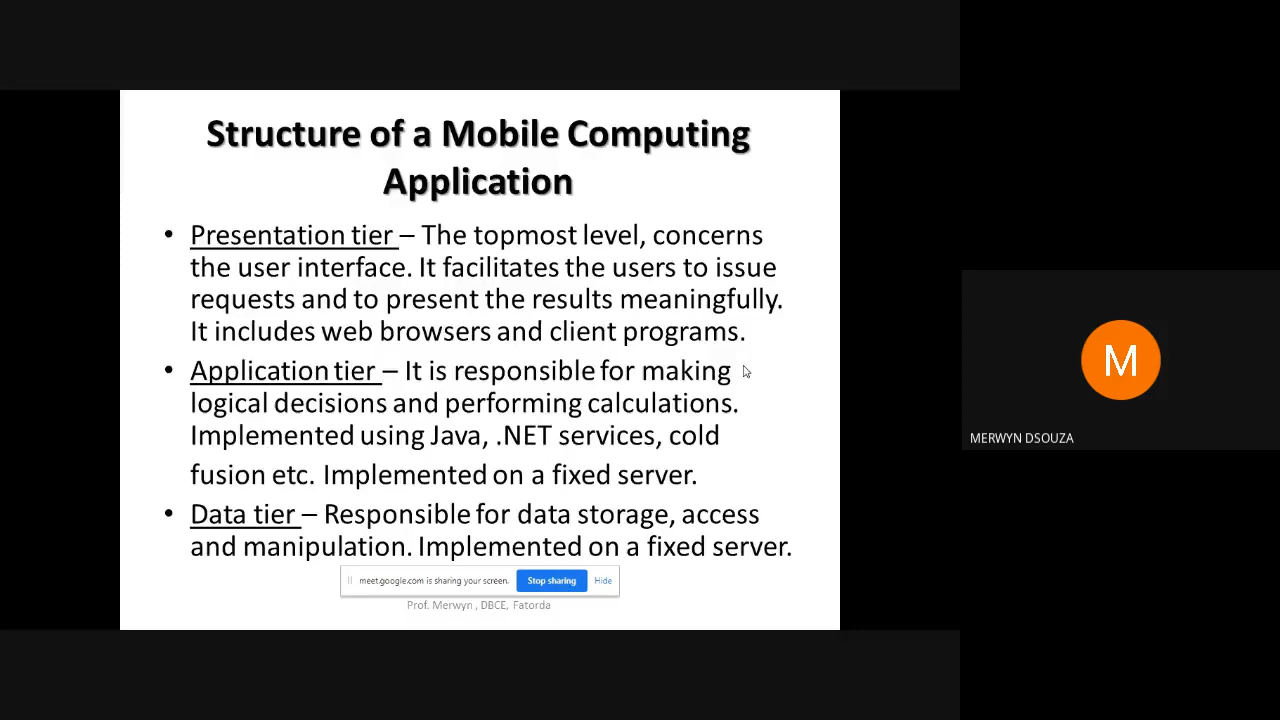 Structure of a Mobile Computing
Application
• Presentation tier – The topmost level, concerns
the user interface. It facilitates the users to issue
requests and to present the results meaningfully.
It includes web browsers and client programs.
• Application tier – It is responsible for making
logical decisions and performing calculations.
Implemented using Java, .NET services, cold
fusion etc. Implemented on a fixed server.
• Data tier – Responsible for data storage, access
and manipulation. Implemented on a fixed server.
meet.google.com is sharing your screen. Stop sharing Hide
Prof. Merwyn , DBCE, Fatorda
M
MERWYN DSOUZA